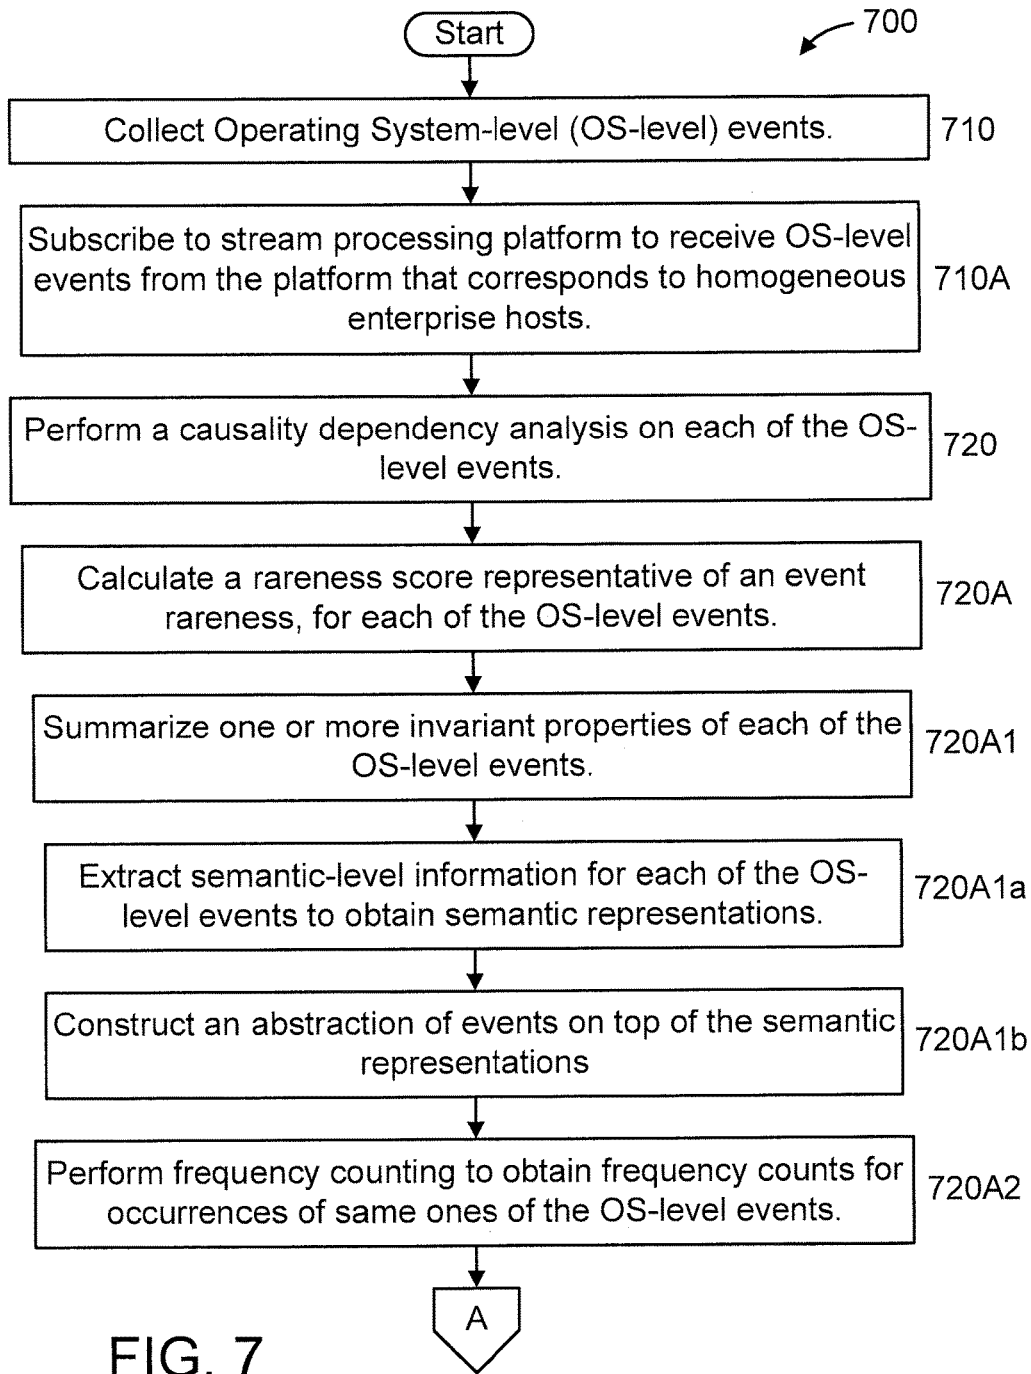 Start
700
Collect Operating System-level (OS-level) events.
710
Subscribe to stream processing platform to receive OS-level
events from the platform that corresponds to homogeneous
enterprise hosts.
710A
Perform a causality dependency analysis on each of the OS-
level events.
720
Calculate a rareness score representative of an event
rareness, for each of the OS-level events.
720A
Summarize one or more invariant properties of each of the
OS-level events.
720A1
Extract semantic-level information for each of the OS-
level events to obtain semantic representations.
720A1a
Construct an abstraction of events on top of the semantic
representations
720A1b
Perform frequency counting to obtain frequency counts for
occurrences of same ones of the OS-level events.
720A2
A
FIG. 7